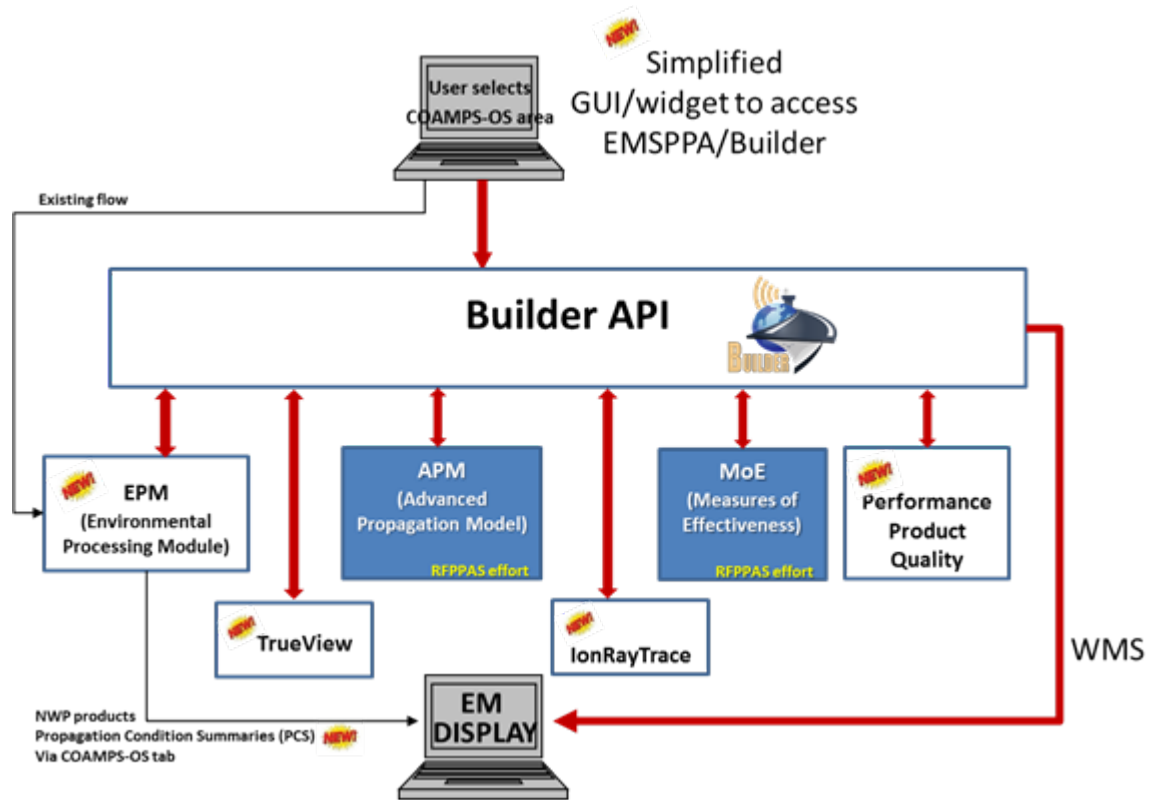 NEW!
Simplified
GUI/widget to access
EMSPPA/Builder
User selects
COAMPS-OS area
Existing flow
Builder API
BUILDER
NEW!
EPM
(Environmental
Processing Module)
APM
(Advanced
Propagation Model)
RFPPAS effort
MoE
(Measures of
Effectiveness)
RFPPAS effort
NEW!
Performance
Product
Quality
NEW!
TrueView
NEW!
IonRayTrace
WMS
EM
DISPLAY
NWP products
Propagation Condition Summaries (PCS) NEW!
Via COAMPS-OS tab